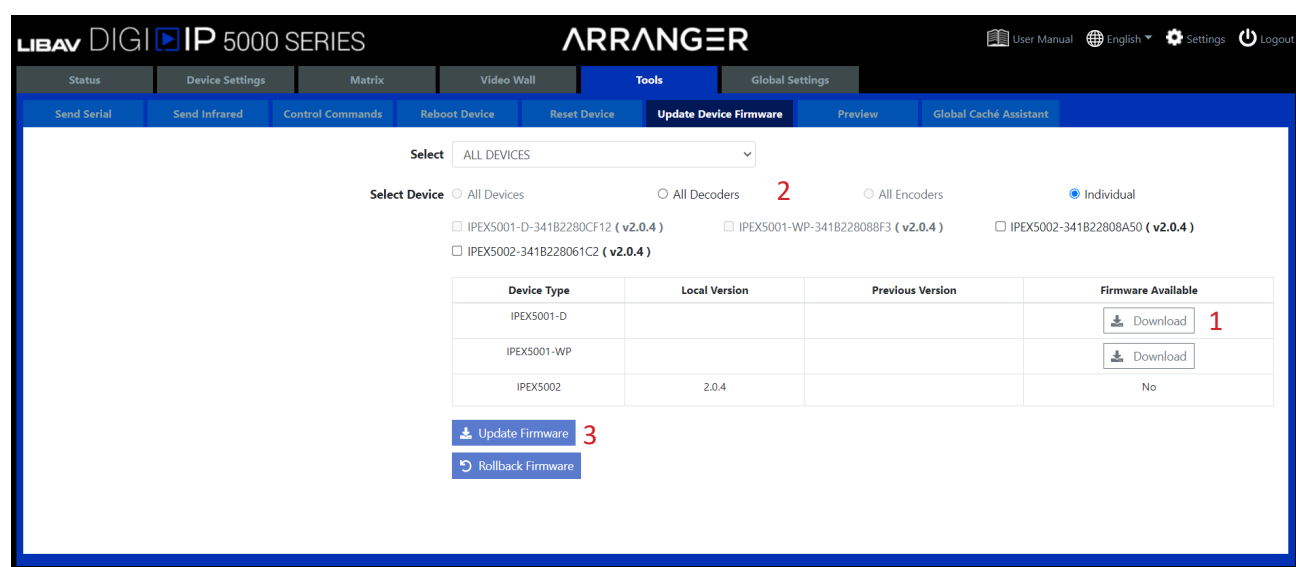 LIBAV DIGI IP 5000 SERIES ARRANGER User Manual English Settings Logout
Status Device Settings Matrix Video Wall Tools Global Settings
Send Serial Send Infrared Control Commands Reboot Device Reset Device Update Device Firmware Preview Global Caché Assistant
Select ALL DEVICES
Select Device All Devices All Decoders 2 All Encoders Individual
IPEX5001-D-341B2280CF12 ( v2.0.4 ) IPEX5001-WP-341B228088F3 ( v2.0.4 ) IPEX5002-341B22808A50 ( v2.0.4 )
IPEX5002-341B228061C2 ( v2.0.4 )
Device Type Local Version Previous Version Firmware Available
IPEX5001-D Download 1
IPEX5001-WP Download
IPEX5002 2.0.4 No
Update Firmware 3
Rollback Firmware